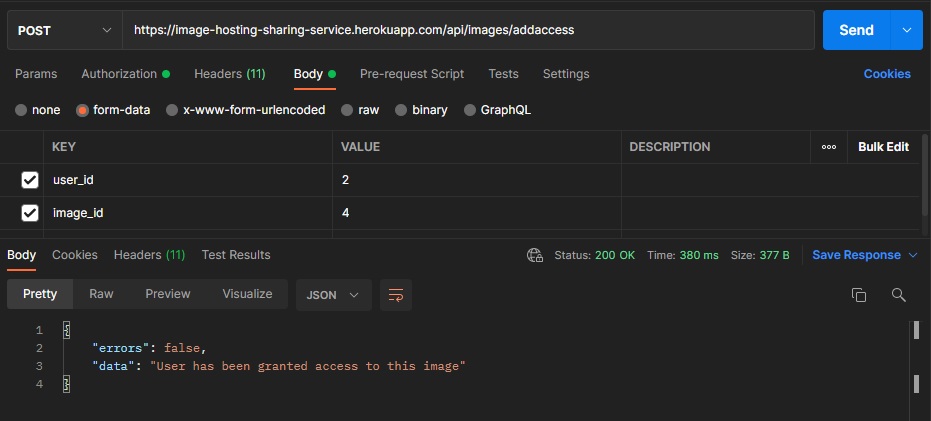 POST https://image-hosting-sharing-service.herokuapp.com/api/images/addaccess Send
Params Authorization Headers (11) Body Pre-request Script Tests Settings Cookies
none form-data x-www-form-urlencoded raw binary GraphQL
KEY VALUE DESCRIPTION ooo Bulk Edit
user_id 2
image_id 4
Body Cookies Headers (11) Test Results Status: 200 OK Time: 380 ms Size: 377 B Save Response
Pretty Raw Preview Visualize JSON
1 {
2 "errors": false,
3 "data": "User has been granted access to this image"
4 }